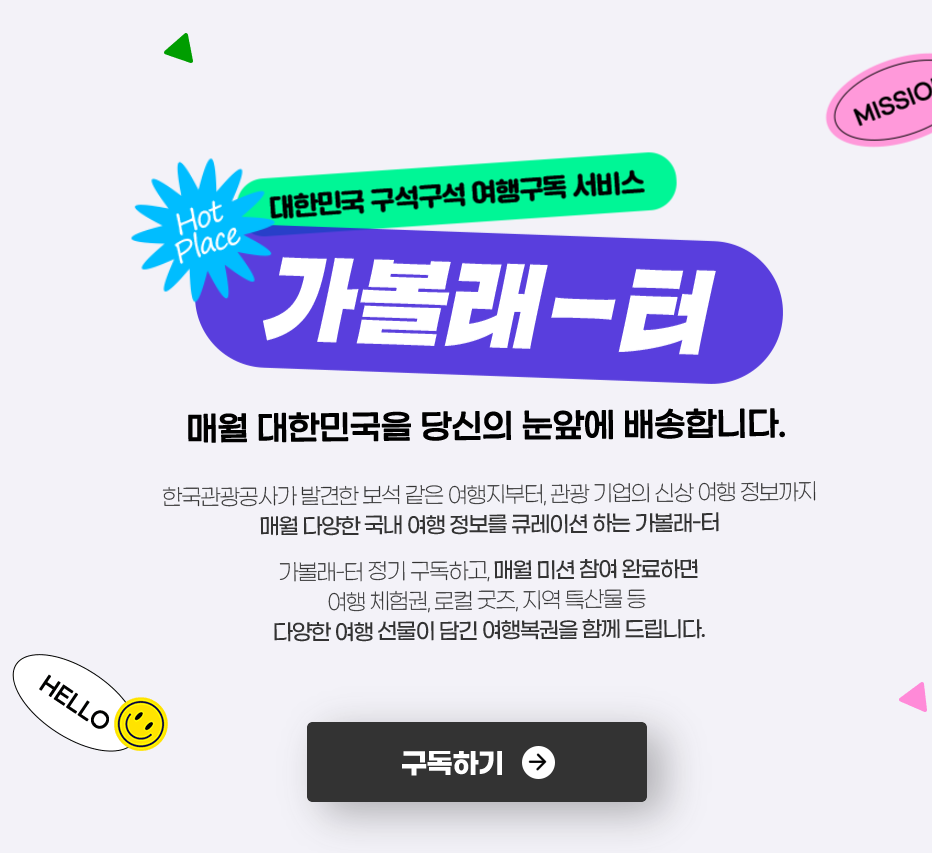 MISSIO
대한민국 구석구석 여행구독 서비스
Hot
Place
가볼래-터
매월 대한민국을 당신의 눈앞에 배송합니다.
한국관광공사가 발견한 보석 같은 여행지부터, 관광 기업의 신상 여행 정보까지
매월 다양한 국내 여행 정보를 큐레이션 하는 가볼래-터
가볼래-터 정기 구독하고, 매월 미션 참여 완료하면
여행 체험권, 로컬 굿즈, 지역 특산물 등
다양한 여행 선물이 담긴 여행복권을 함께 드립니다.
HELLO
구독하기